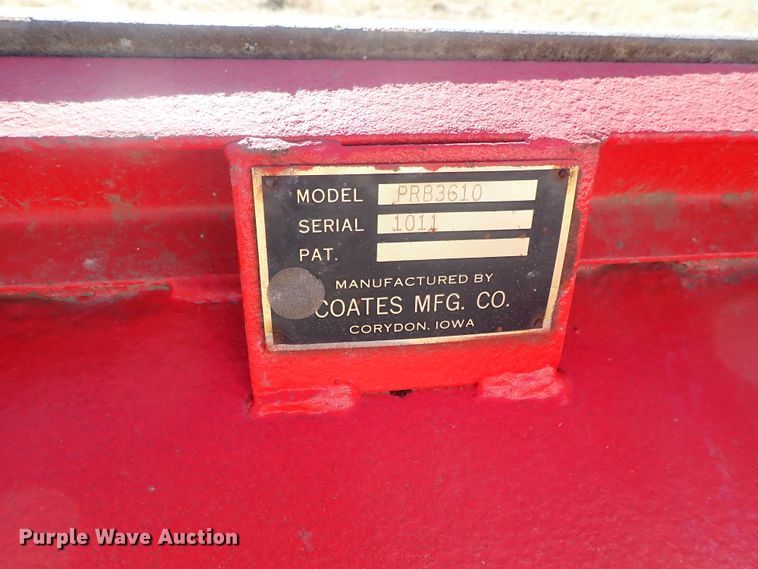 MODEL PRB3610
SERIAL 1011
PAT.
MANUFACTURED BY
COATES MFG. CO.
CORYDON, IOWA
Purple Wave Auction